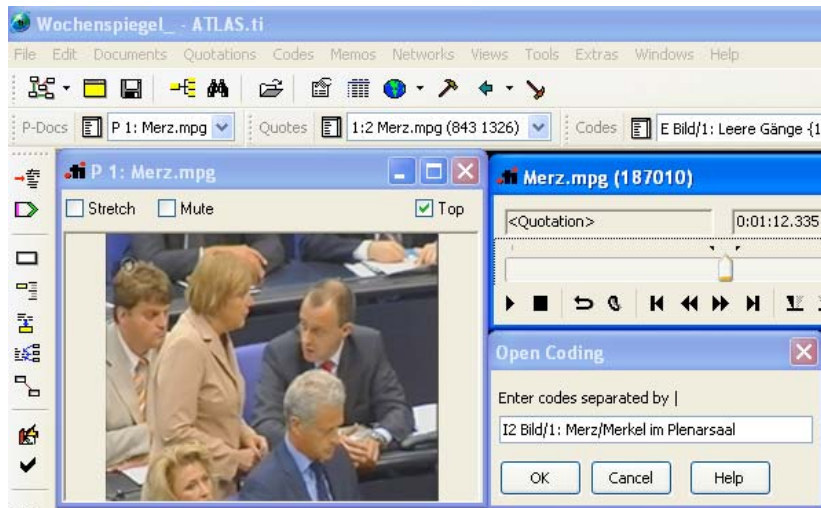 Wochenspiegel_ - ATLAS.ti
File Edit Documents Quotations Codes Memos Networks Views Tools Extras Windows Help
P-Docs P 1: Merz.mpg Quotes 1:2 Merz.mpg (843 1326) Codes E Bild/1: Leere Gänge {1
P 1: Merz.mpg
Stretch Mute Top
Merz.mpg (187010)
<Quotation> 0:01:12.335
Open Coding
Enter codes separated by |
I2 Bild/1: Merz/Merkel im Plenarsaal
OK Cancel Help